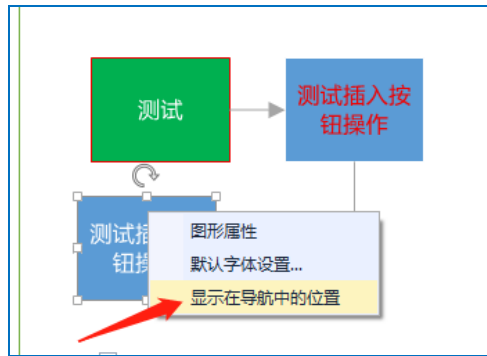 测试
测试插入按
钮操作
测试插
钮操
图形属性
默认字体设置...
显示在导航中的位置